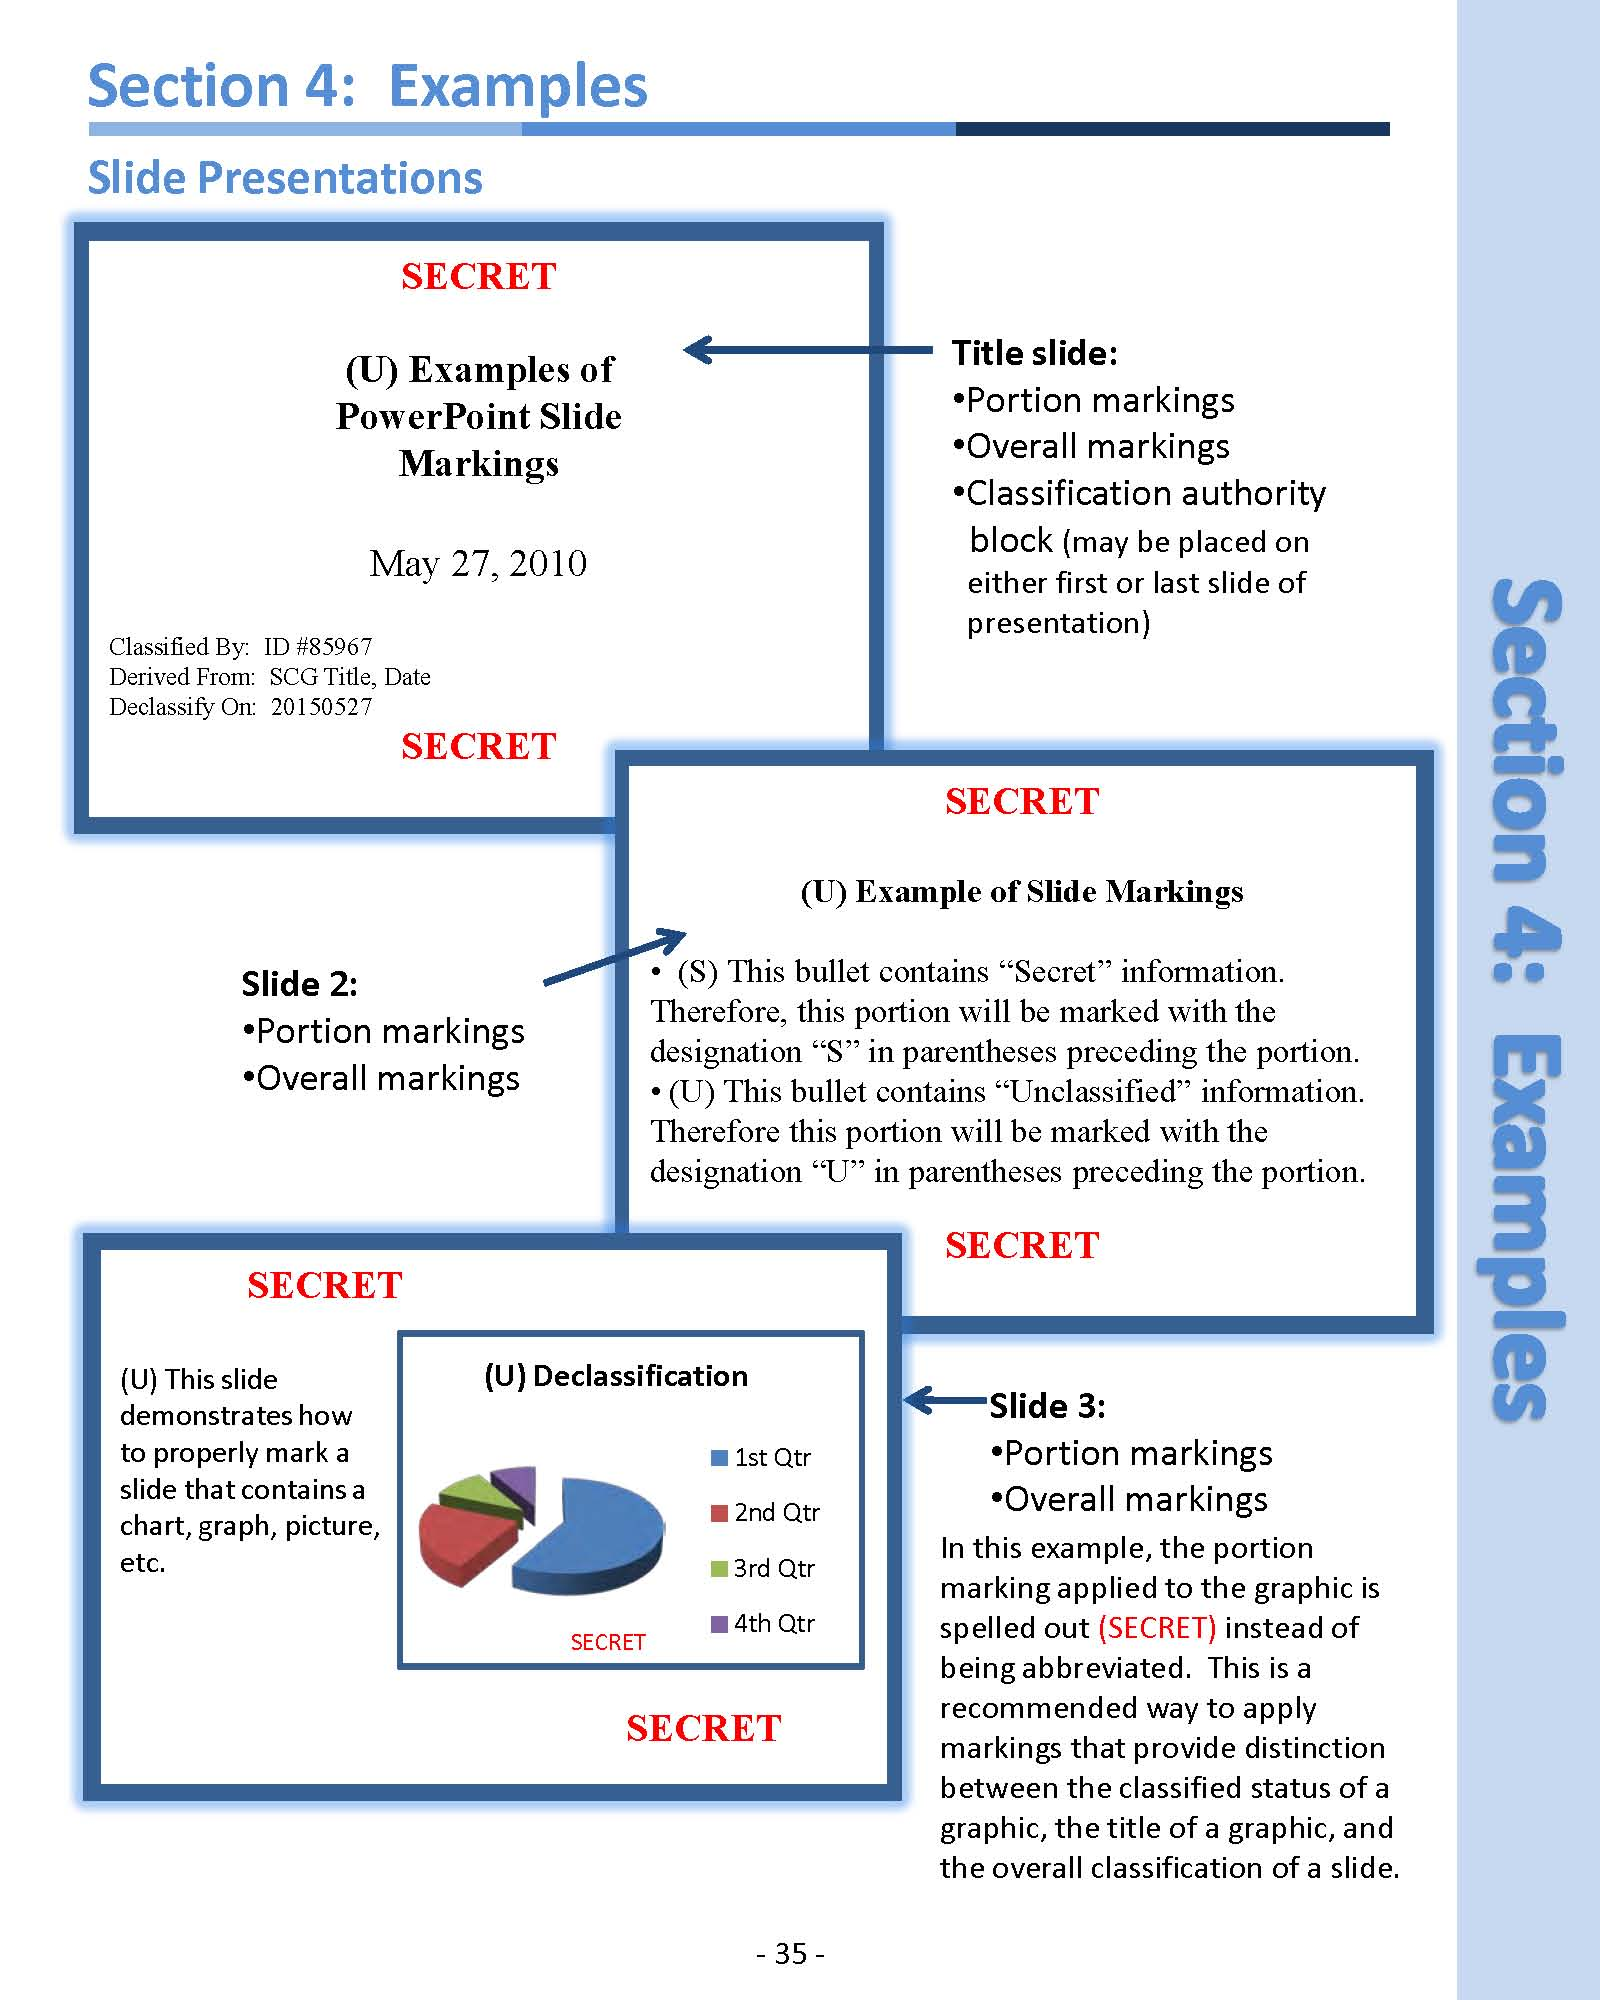 Section 4:  Examples
Slide Presentations
SECRET
(U) Examples of
PowerPoint Slide
Markings
May 27, 2010
Classified By:  ID #85967
Derived From:  SCG Title, Date
Declassify On:  20150527
SECRET
Title slide:
•Portion markings
•Overall markings
•Classification authority
block (may be placed on
either first or last slide of
presentation)
SECRET
(U) Example of Slide Markings
• (S) This bullet contains “Secret” information.
Therefore, this portion will be marked with the
designation “S” in parentheses preceding the portion.
• (U) This bullet contains “Unclassified” information.
Therefore this portion will be marked with the
designation “U” in parentheses preceding the portion.
SECRET
Slide 2:
•Portion markings
•Overall markings
SECRET
(U) This slide
demonstrates how
to properly mark a
slide that contains a
chart, graph, picture,
etc.
(U) Declassification
1st Qtr
2nd Qtr
3rd Qtr
4th Qtr
SECRET
SECRET
Slide 3:
•Portion markings
•Overall markings
In this example, the portion
marking applied to the graphic is
spelled out (SECRET) instead of
being abbreviated.  This is a
recommended way to apply
markings that provide distinction
between the classified status of a
graphic, the title of a graphic, and
the overall classification of a slide.
Section 4:  Examples
- 35 -